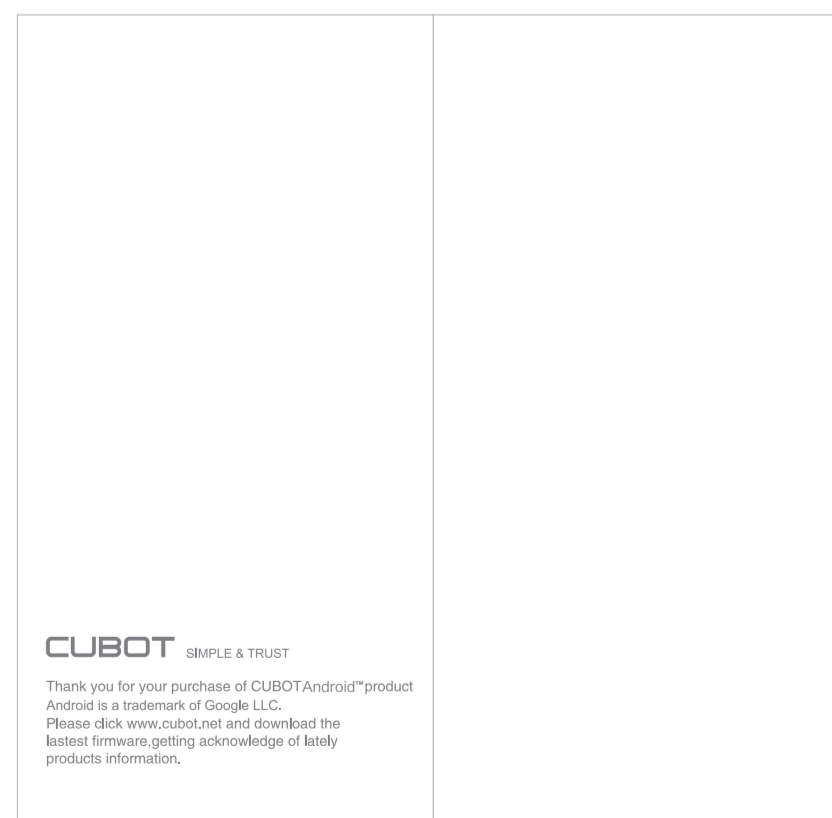 CUBOT SIMPLE & TRUST
Thank you for your purchase of CUBOTAndroid™product
Android is a trademark of Google LLC.
Please click www.cubot.net and download the
lastest firmware,getting acknowledge of lately
products information.